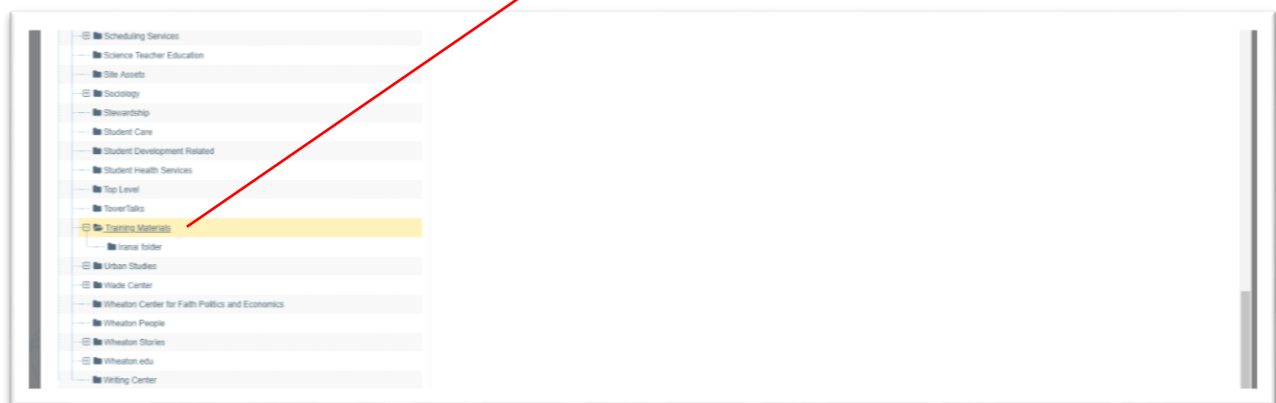 Scheduling Services
Science Teacher Education
Site Assets
Sociology
Stewardship
Student Care
Student Development Related
Student Health Services
Top Level
TowerTalks
Training Materials
Iranai folder
Urban Studies
Wade Center
Wheaton Center for Faith Politics and Economics
Wheaton People
Wheaton Stories
Wheaton.edu
Writing Center